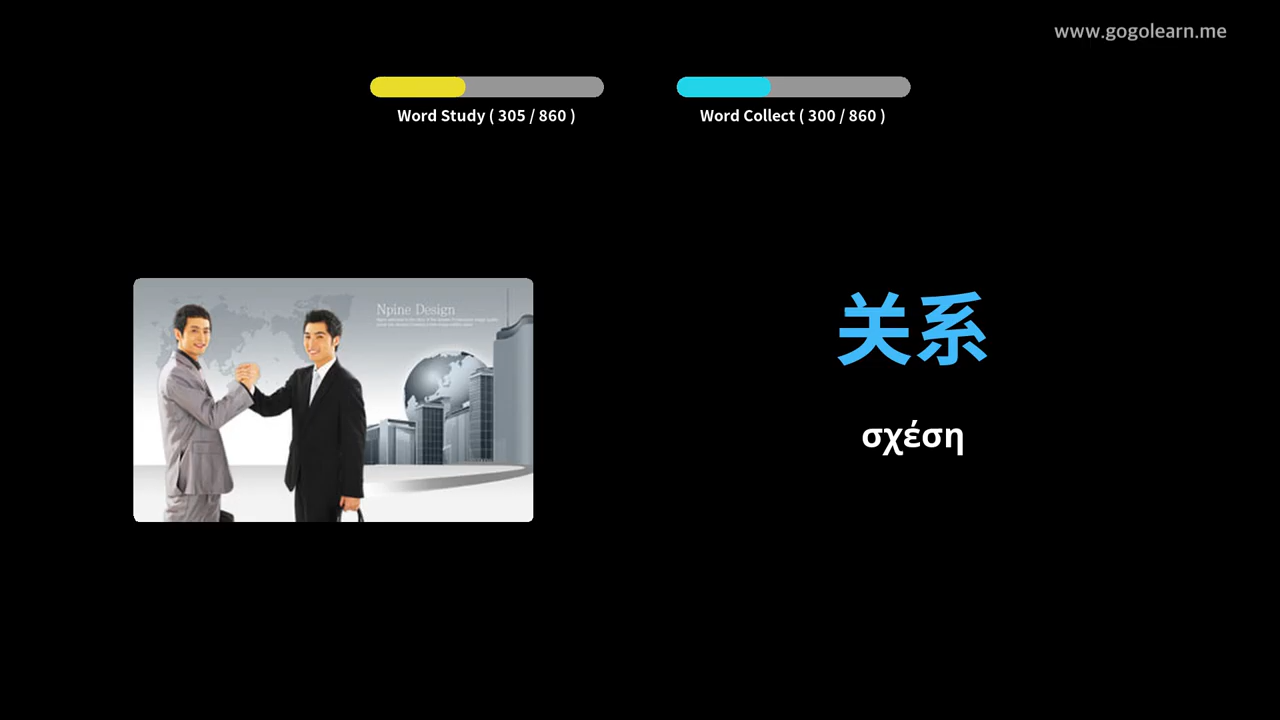 www.gogolearn.me
Word Study ( 305 / 860 )
Word Collect ( 300 / 860 )
Npine Design
关系
σχέση